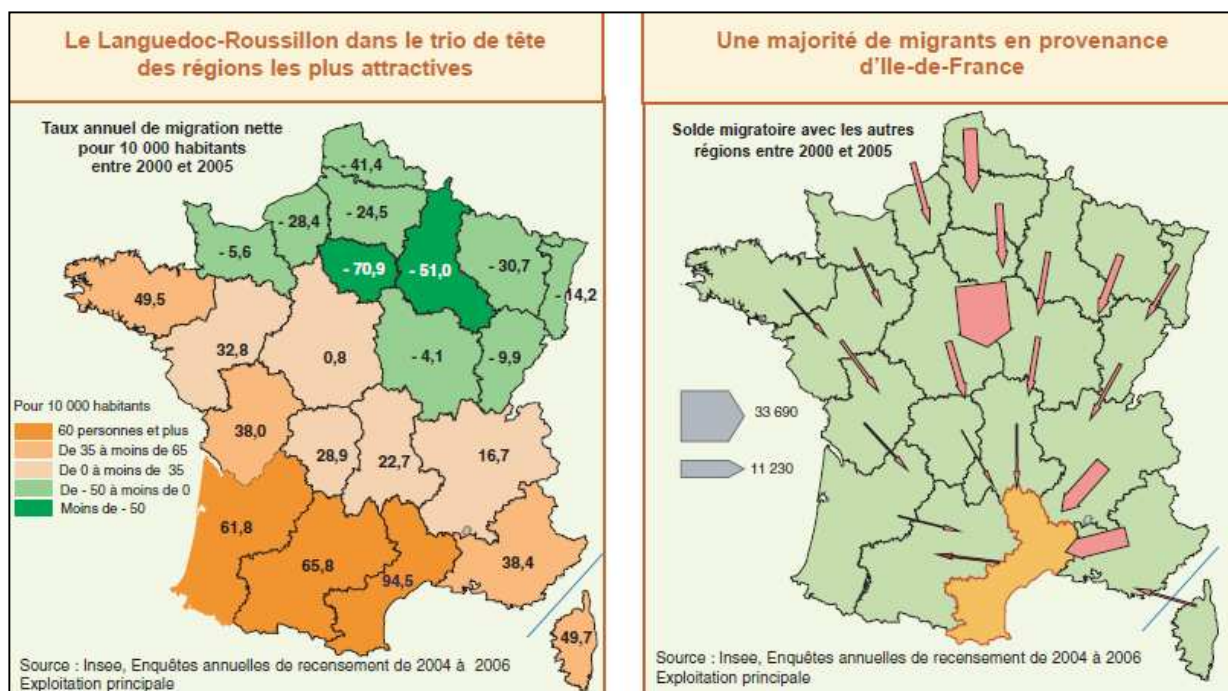 Le Languedoc-Roussillon dans le trio de tête
des régions les plus attractives
Taux annuel de migration nette
pour 10 000 habitants
entre 2000 et 2005
- 41,4
- 24,5
- 28,4
- 5,6
- 70,9
- 51,0
- 30,7
- 14,2
49,5
32,8
0,8
- 4,1
- 9,9
Pour 10 000 habitants
60 personnes et plus
De 35 à moins de 65
De 0 à moins de 35
De - 50 à moins de 0
Moins de - 50
38,0
28,9
22,7
16,7
61,8
65,8
94,5
38,4
49,7
Source : Insee, Enquêtes annuelles de recensement de 2004 à 2006
Exploitation principale
Une majorité de migrants en provenance
d'Ile-de-France
Solde migratoire avec les autres
régions entre 2000 et 2005
33 690
11 230
Source : Insee, Enquêtes annuelles de recensement de 2004 à 2006
Exploitation principale